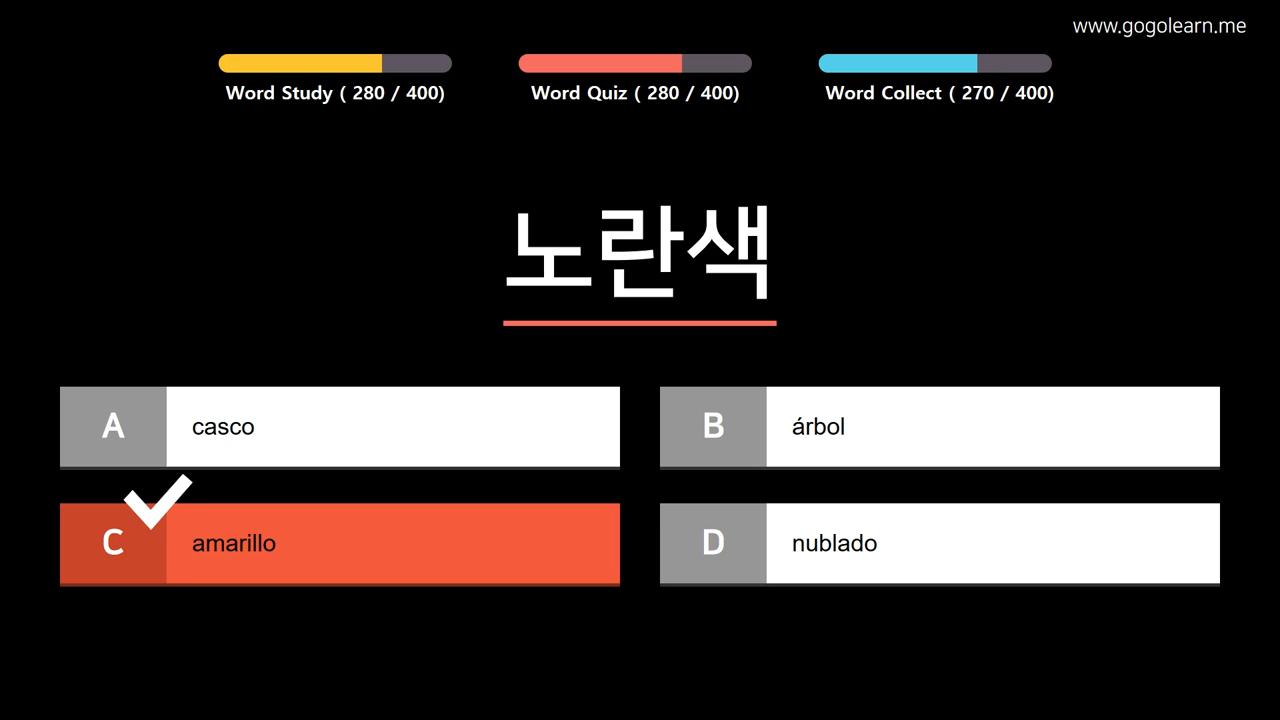 www.gogolearn.me
Word Study ( 280 / 400)
Word Quiz ( 280 / 400)
Word Collect ( 270 / 400)
노란색
A casco
B árbol
C amarillo
D nublado